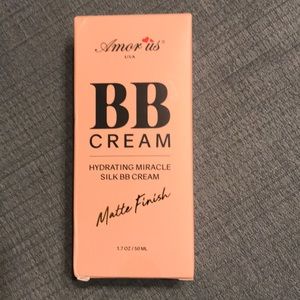 Amor us
USA
BB
CREAM
HYDRATING MIRACLE
SILK BB CREAM
Matte Finish
1.7 OZ / 50 ML